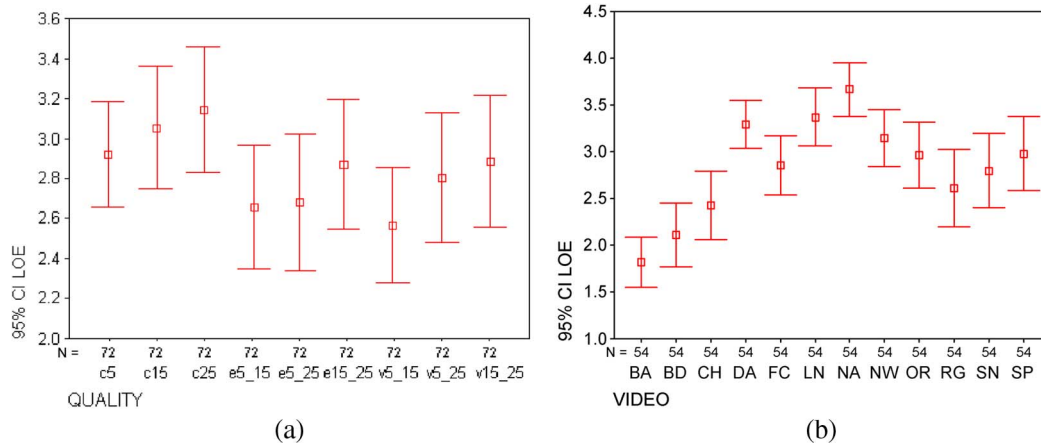 3.6
3.4
3.2
3.0
2.8
2.6
2.4
2.2
2.0
95% CI LOE
N = 72 72 72 72 72 72 72 72 72
c5 c15 c25 e5_15 e5_25 e15_25 v5_15 v5_25 v15_25
QUALITY
(a)
4.5
4.0
3.5
3.0
2.5
2.0
1.5
1.0
95% CI LOE
N = 54 54 54 54 54 54 54 54 54 54 54 54
BA BD CH DA FC LN NA NW OR RG SN SP
VIDEO
(b)